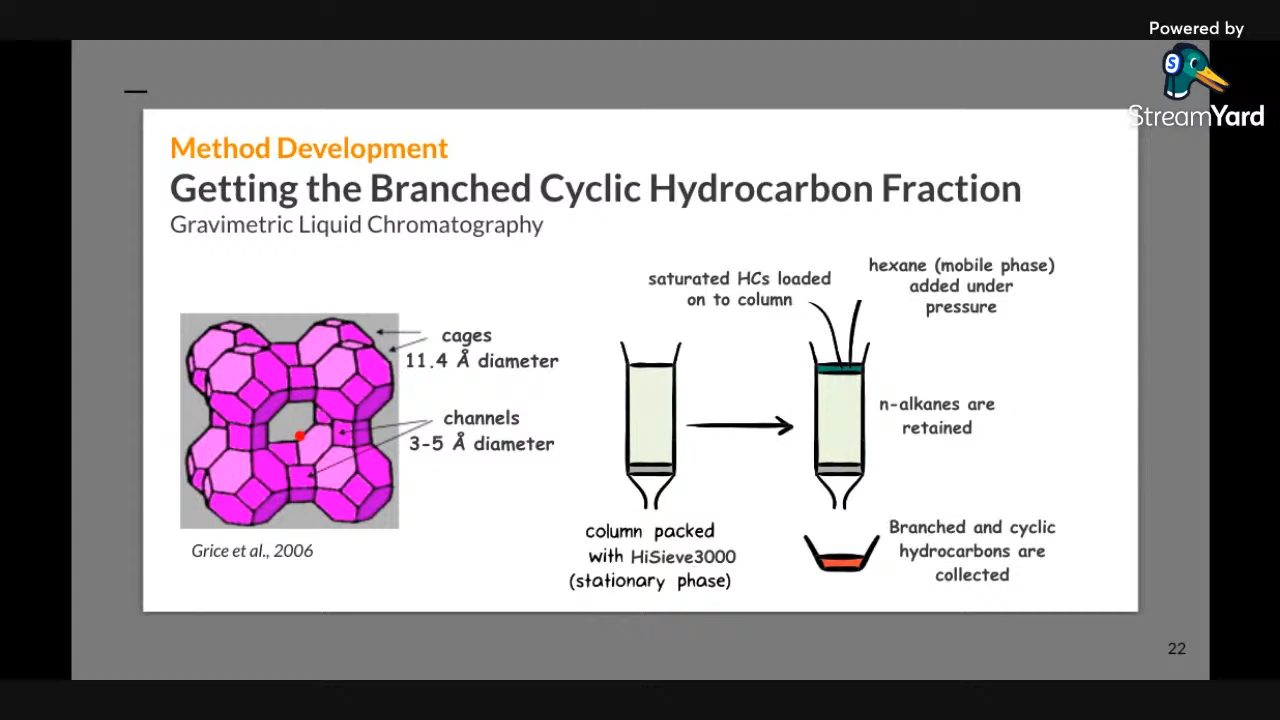 Powered by
S
StreamYard
Method Development
Getting the Branched Cyclic Hydrocarbon Fraction
Gravimetric Liquid Chromatography
cages
11.4 Å diameter
channels
3-5 Å diameter
Grice et al., 2006
saturated HCs loaded
on to column
hexane (mobile phase)
added under
pressure
n-alkanes are
retained
column packed
with HiSieve3000
(stationary phase)
Branched and cyclic
hydrocarbons are
collected
22